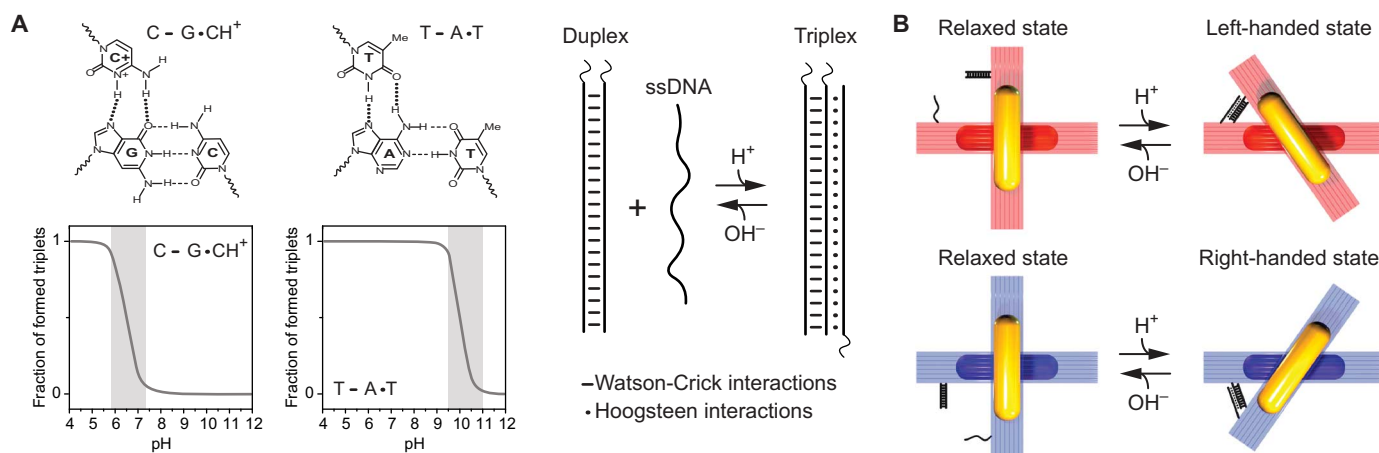 A
C – G•CH⁺
N
O
C+
N⁺
N
H
H
H
H
N
N
N
G
O
N
H
N
H
H
H
N
H
N
C
N
O
T – A•T
Me
N
T
O
N
O
H
H
N
N
N
A
N
N
H
H
O
Me
N
T
N
O
Duplex
ssDNA
Triplex
+
H⁺
OH⁻
Watson-Crick interactions
Hoogsteen interactions
Fraction of formed triplets
1
0
C – G•CH⁺
4 5 6 7 8 9 10 11 12
pH
Fraction of formed triplets
1
0
T – A•T
4 5 6 7 8 9 10 11 12
pH
B
Relaxed state
Left-handed state
H⁺
OH⁻
Relaxed state
Right-handed state
H⁺
OH⁻